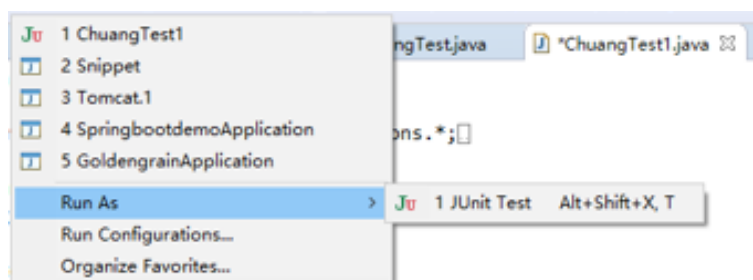 1 ChuangTest1
ngTest.java
*ChuangTest1.java
2 Snippet
3 Tomcat.1
4 SpringbootdemoApplication
ons.*;
5 GoldengrainApplication
Run As
1 JUnit Test Alt+Shift+X, T
Run Configurations...
Organize Favorites...